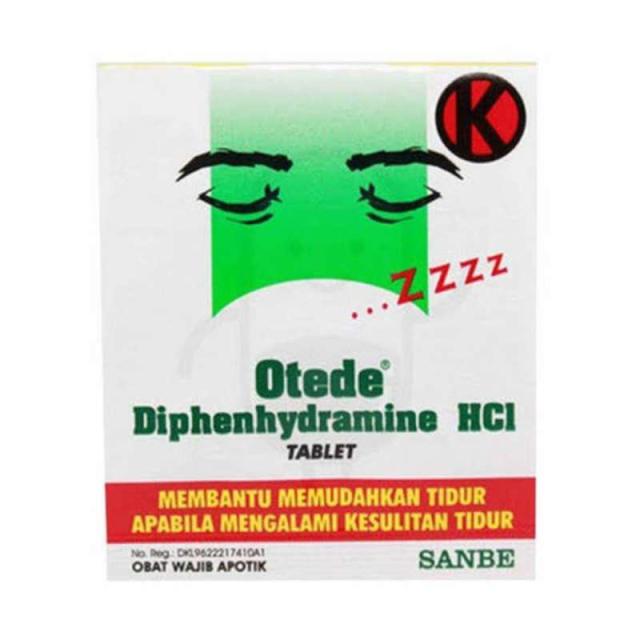 K
...zzzz
Otede®
Diphenhydramine HCl
TABLET
MEMBANTU MEMUDAHKAN TIDUR
APABILA MENGALAMI KESULITAN TIDUR
No. Reg.: DKL9622217410A1
OBAT WAJIB APOTIK
SANBE